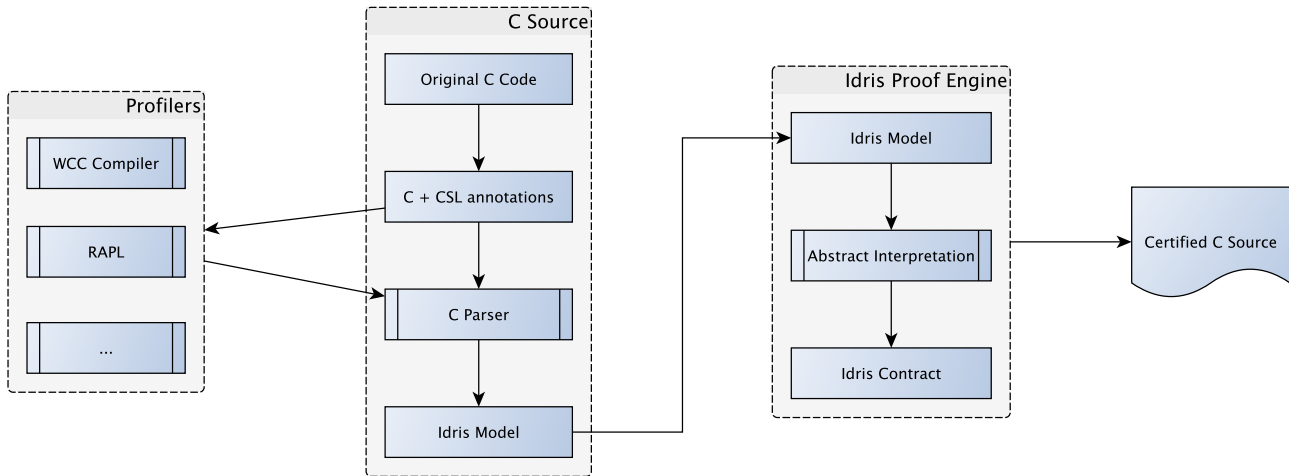 Profilers
WCC Compiler
RAPL
...
C Source
Original C Code
C + CSL annotations
C Parser
Idris Model
Idris Proof Engine
Idris Model
Abstract Interpretation
Idris Contract
Certified C Source